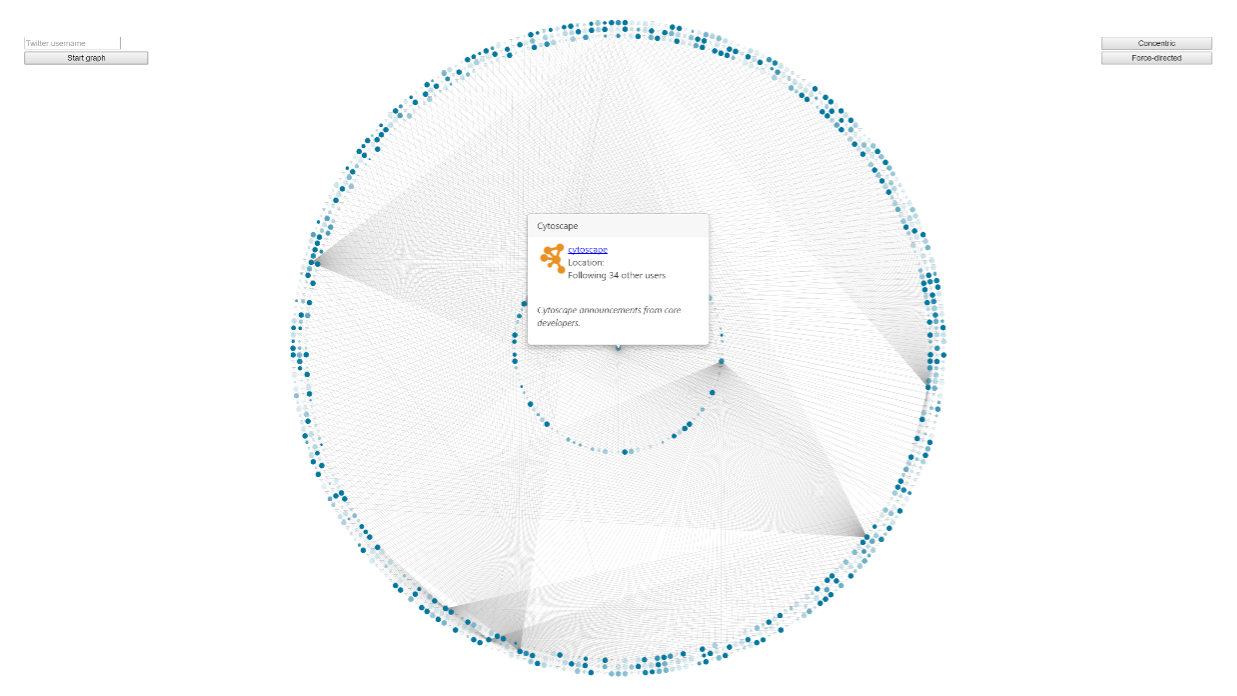 Twitter username
Start graph
Concentric
Force-directed
Cytoscape
cytoscape
Location:
Following 34 other users
Cytoscape announcements from core
developers.